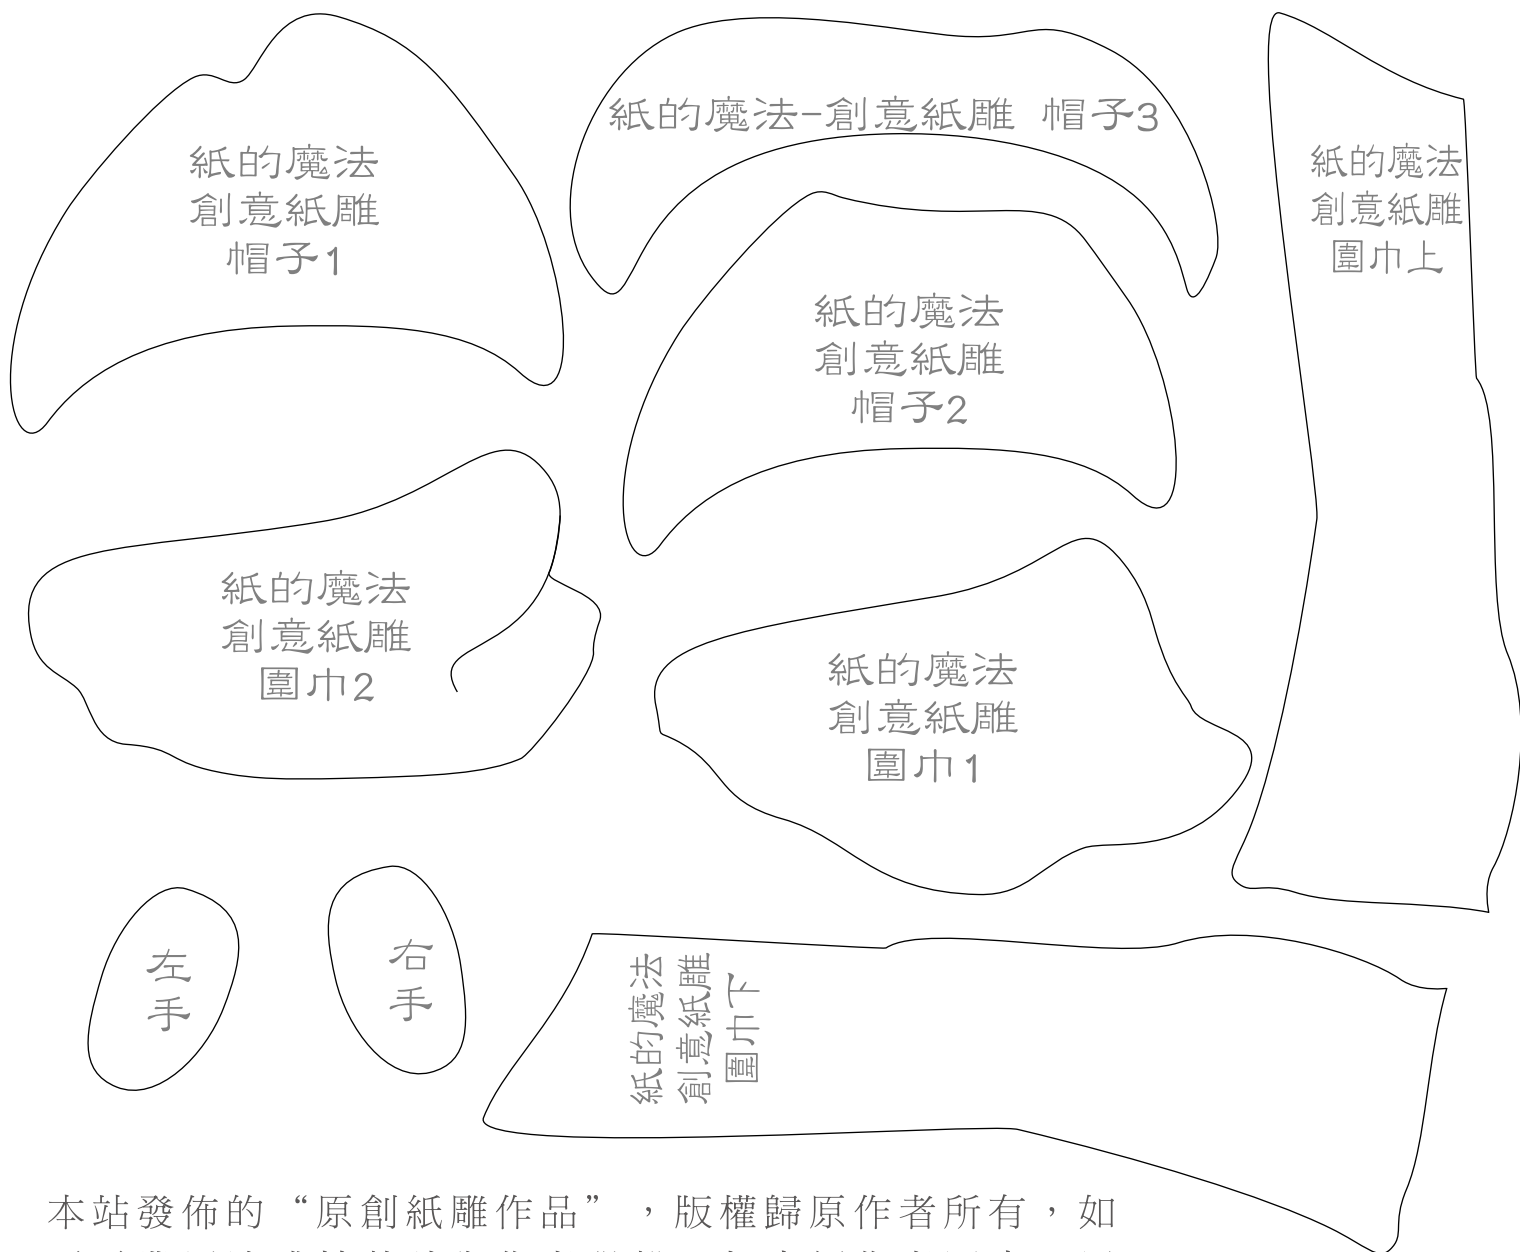 紙的魔法
創意紙雕
帽子1
紙的魔法-創意紙雕 帽子3
紙的魔法
創意紙雕
圍巾上
紙的魔法
創意紙雕
帽子2
紙的魔法
創意紙雕
圍巾2
紙的魔法
創意紙雕
圍巾1
左
手
右
手
紙的魔法
創意紙雕
圍巾下
本站發佈的“原創紙雕作品”，版權歸原作者所有，如